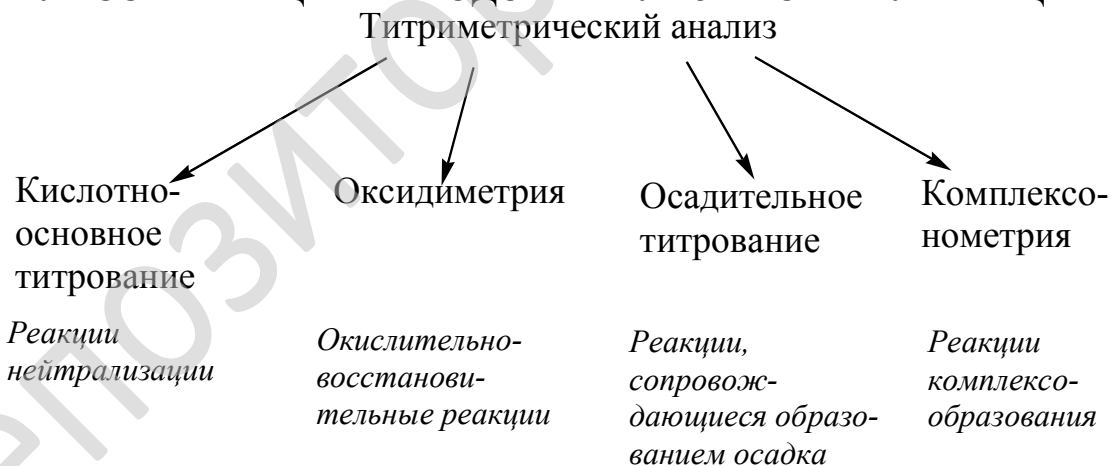 Титриметрический анализ
Кислотно-
основное
титрование
Оксидиметрия
Осадительное
титрование
Комплексо-
нометрия
Реакции
нейтрализации
Окислительно-
восстанови-
тельные реакции
Реакции,
сопровож-
дающиеся образо-
ванием осадка
Реакции
комплексо-
образования